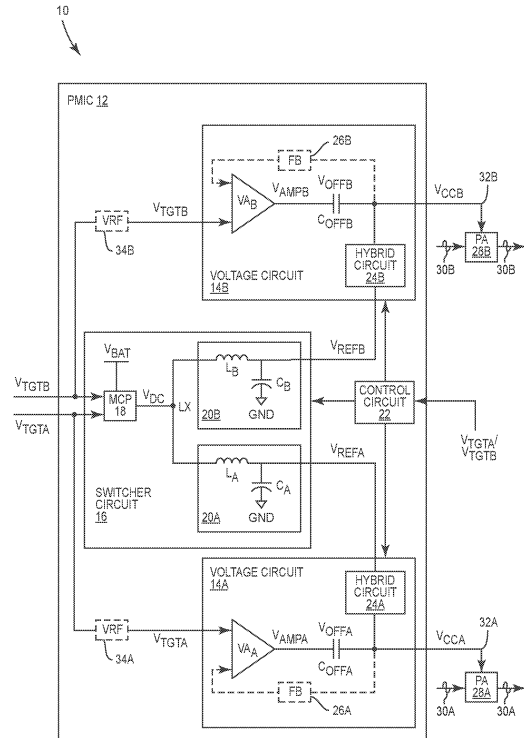 10
PMIC 12
26B
FB
VTGTB
VAB
VAMPB
VOFFB
COFFB
VCCB
32B
VRF
34B
VOLTAGE CIRCUIT
14B
HYBRID
CIRCUIT
24B
PA
28B
30B
30B
VBAT
VTGTB
VTGTA
MCP
18
VDC
LX
LB
CB
GND
20B
VREFB
CONTROL
CIRCUIT
22
VTGTA/
VTGTB
LA
CA
GND
20A
VREFA
SWITCHER
CIRCUIT
16
VOLTAGE CIRCUIT
14A
HYBRID
CIRCUIT
24A
VRF
34A
VTGTA
VAA
VAMPA
VOFFA
COFFA
VCCA
32A
FB
26A
PA
28A
30A
30A